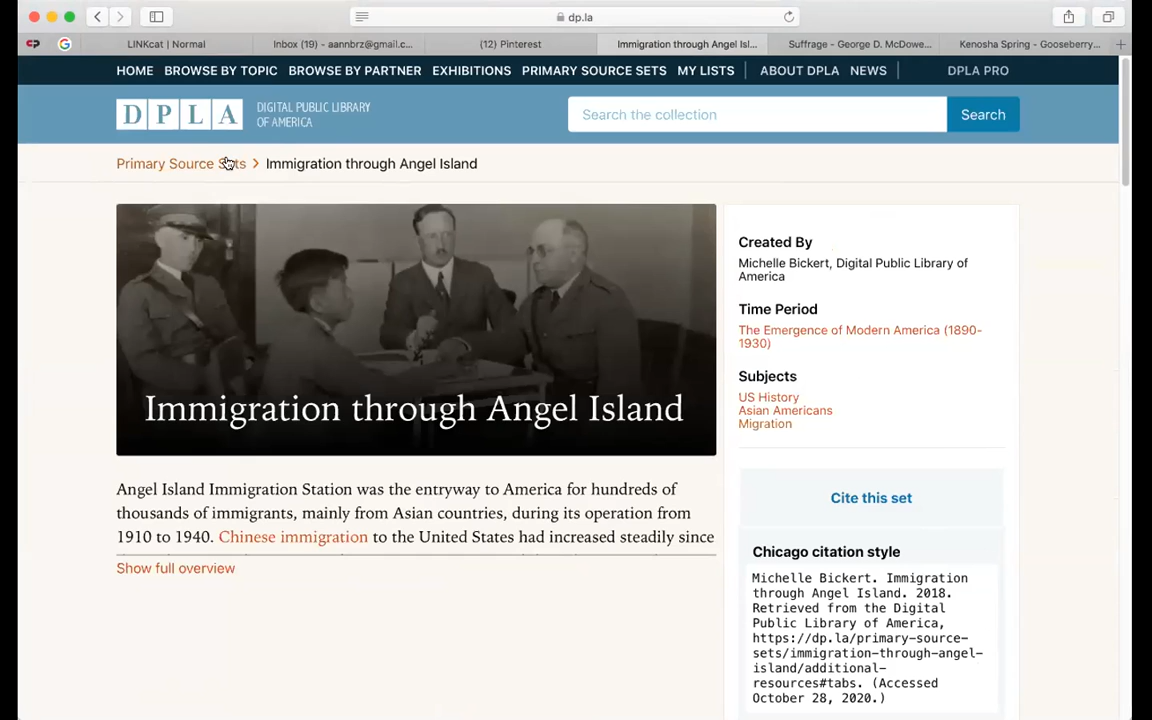 dp.la
LINKcat | Normal
Inbox (19) - aannbrz@gmail.c...
(12) Pinterest
Immigration through Angel Isl...
Suffrage - George D. McDowe...
Kenosha Spring - Gooseberry...
HOME BROWSE BY TOPIC BROWSE BY PARTNER EXHIBITIONS PRIMARY SOURCE SETS MY LISTS ABOUT DPLA NEWS DPLA PRO
DPLA
DIGITAL PUBLIC LIBRARY
OF AMERICA
Search the collection
Search
Primary Source Sets > Immigration through Angel Island
Immigration through Angel Island
Angel Island Immigration Station was the entryway to America for hundreds of
thousands of immigrants, mainly from Asian countries, during its operation from
1910 to 1940. Chinese immigration to the United States had increased steadily since
Show full overview
Created By
Michelle Bickert, Digital Public Library of
America
Time Period
The Emergence of Modern America (1890-
1930)
Subjects
US History
Asian Americans
Migration
Cite this set
Chicago citation style
Michelle Bickert. Immigration
through Angel Island. 2018.
Retrieved from the Digital
Public Library of America,
https://dp.la/primary-source-
sets/immigration-through-angel-
island/additional-
resources#tabs. (Accessed
October 28, 2020.)